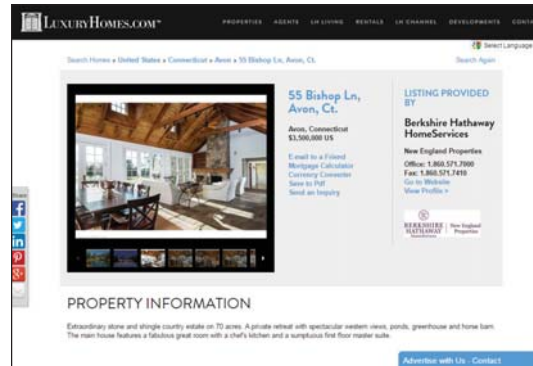 LUXURYHOMES.COM™
PROPERTIES AGENTS LH LIVING RENTALS LH CHANNEL DEVELOPMENTS CONTA
Select Language
Search Homes » United States » Connecticut » Avon » 55 Bishop Ln, Avon, Ct.
Search Again
55 Bishop Ln,
Avon, Ct.
Avon, Connecticut
$3,500,000 US
E-mail to a Friend
Mortgage Calculator
Currency Converter
Save to Pdf
Send an Inquiry
LISTING PROVIDED
BY
Berkshire Hathaway
HomeServices
New England Properties
Office: 1.860.571.7000
Fax: 1.860.571.7410
Go to Website
View Profile »
BERKSHIRE
HATHAWAY
New England
Properties
Share
PROPERTY INFORMATION
Extraordinary stone and shingle country estate on 70 acres. A private retreat with spectacular western views, ponds, greenhouse and horse barn.
The main house features a fabulous great room with a chef's kitchen and a sumptuous first floor master suite.
Advertise with Us - Contact